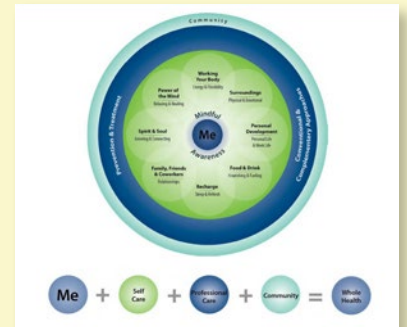 Community
Prevention & Treatment
Conventional &
Complementary Approaches
Working
Your Body
Energy & Flexibility
Surroundings
Physical & Emotional
Personal
Development
Personal Life
& Work Life
Food & Drink
Nourishing & Fueling
Recharge
Sleep & Refresh
Family, Friends
& Coworkers
Relationships
Spirit & Soul
Growing & Connecting
Power of
the Mind
Relaxing & Healing
Mindful
Me
Awareness
Me + Self Care + Professional Care + Community = Whole Health